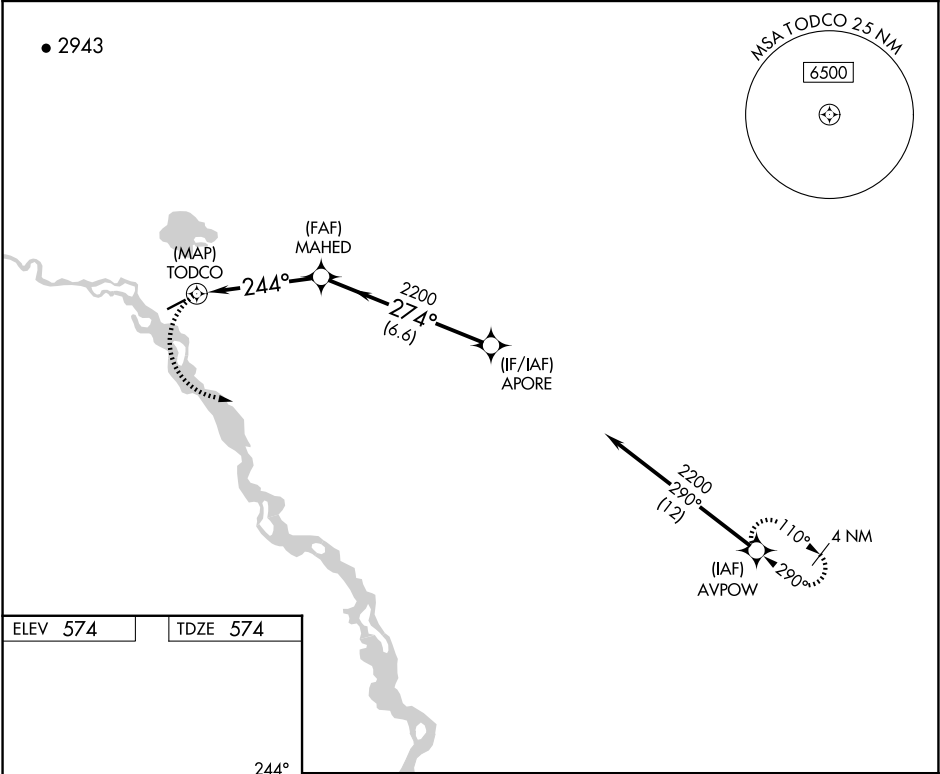 2943
MSA TODCO 25 NM
6500
(FAF)
MAHED
(MAP)
TODCO
244°
2200
274°
(6.6)
(IF/IAF)
APORE
2200
290°
(12)
110°
4 NM
290°
(IAF)
AVPOW
ELEV 574
TDZE 574
244°